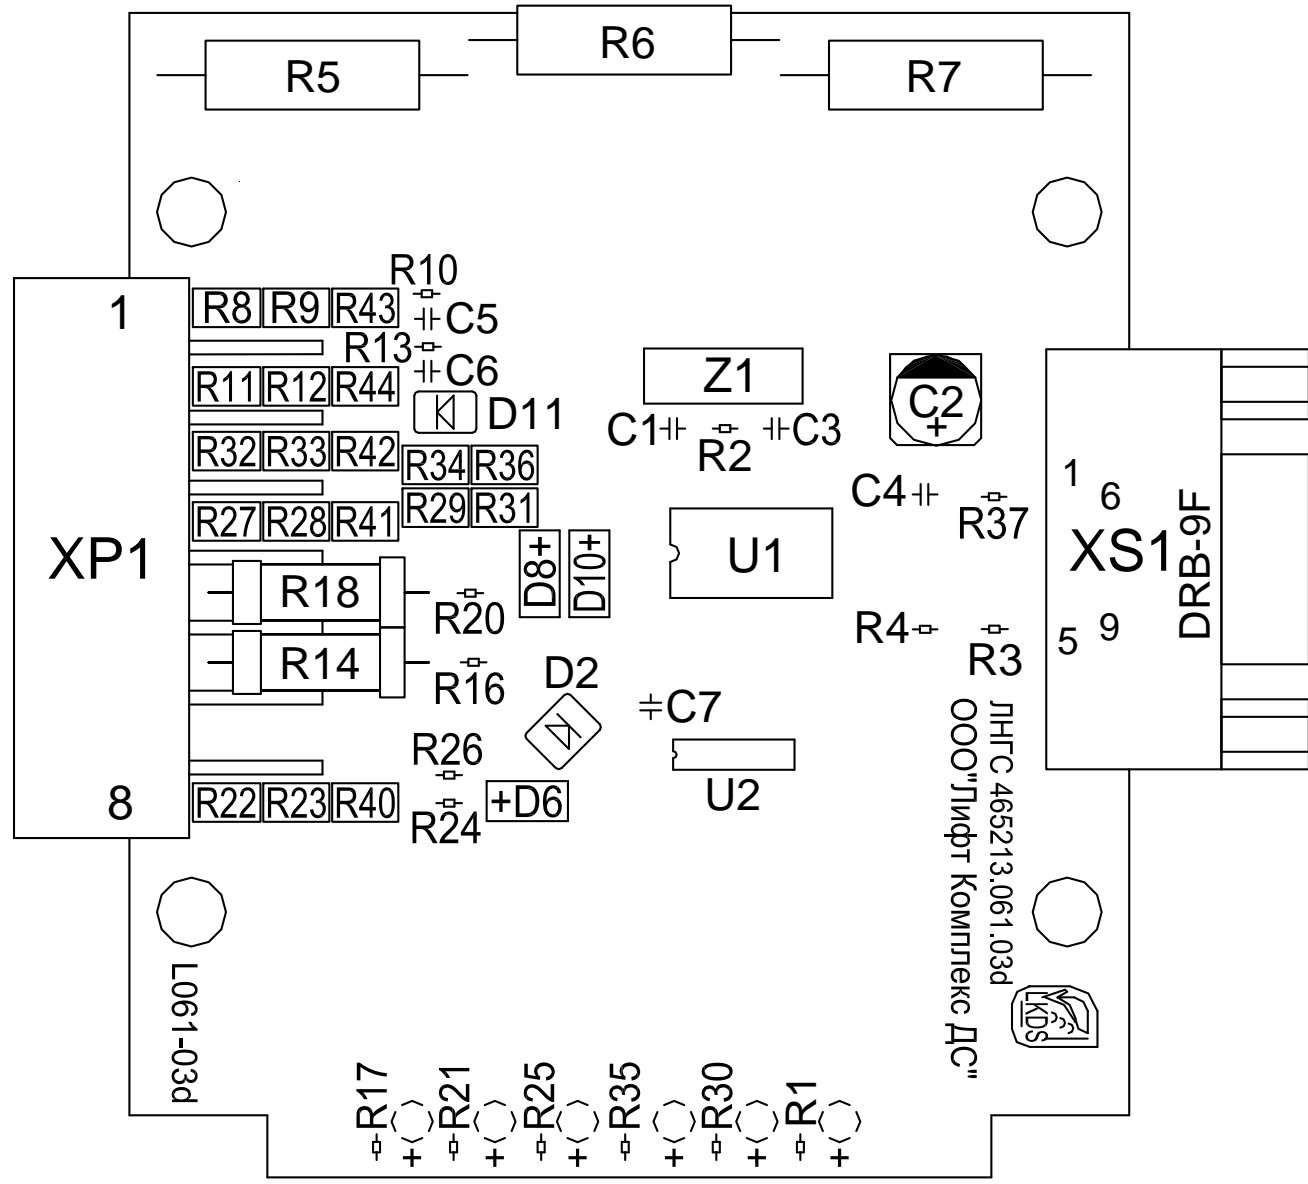 R5
R6
R7
R10
1
R8
R9
R43
C5
R13
C6
Z1
R11
R12
R44
C2
+
D11
C1
R2
C3
R32
R33
R42
R34
R36
C4
1
6
R27
R28
R41
R29
R31
R37
XP1
D8+
D10+
U1
XS1
DRB-9F
R18
R20
R4
R3
5
9
R14
R16
D2
C7
R26
8
R22
R23
R40
R24
+D6
U2
ЛНГС 465213.061.03d
ООО"Лифт Комплекс ДС"
LKDS
L061-03d
R17
R21
R25
R35
R30
R1
+
+
+
+
+
+